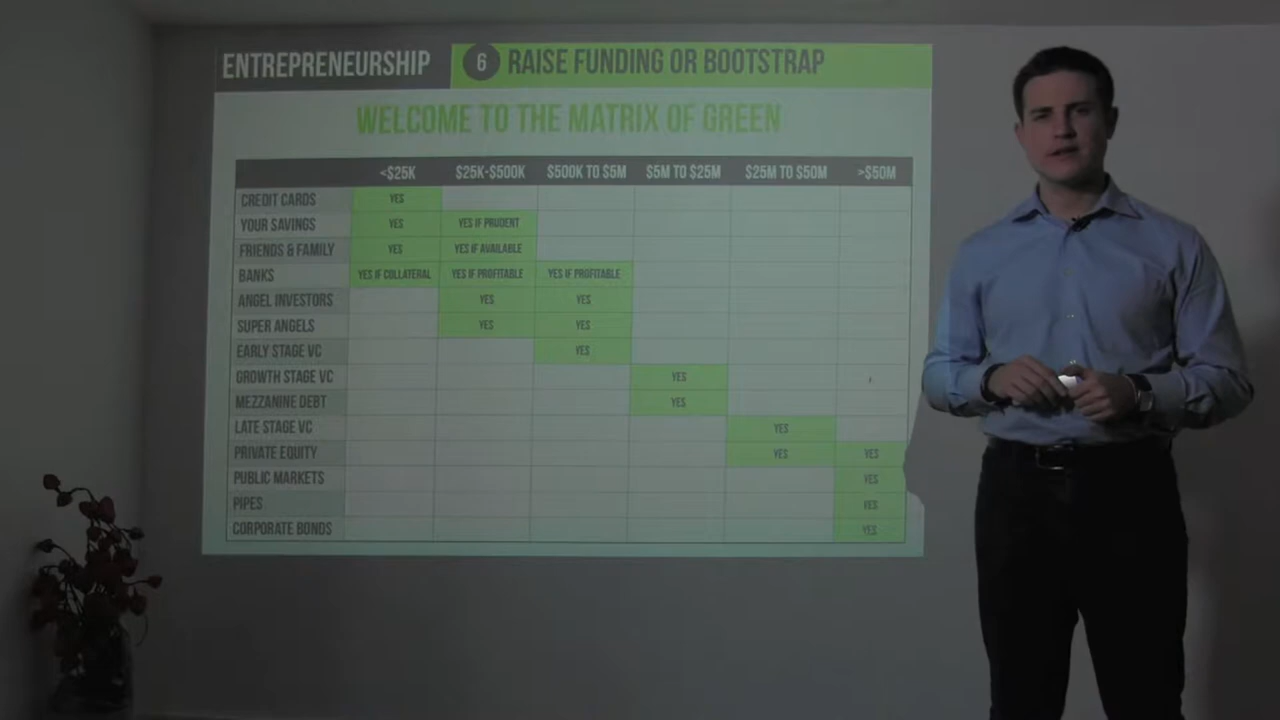 ENTREPRENEURSHIP 6 RAISE FUNDING OR BOOTSTRAP
WELCOME TO THE MATRIX OF GREEN
<$25K $25K-$500K $500K TO $5M $5M TO $25M $25M TO $50M >$50M
CREDIT CARDS YES
YOUR SAVINGS YES YES IF PRUDENT
FRIENDS & FAMILY YES YES IF AVAILABLE
BANKS YES IF COLLATERAL YES IF PROFITABLE YES IF PROFITABLE
ANGEL INVESTORS YES YES
SUPER ANGELS YES YES
EARLY STAGE VC YES
GROWTH STAGE VC YES
MEZZANINE DEBT YES
LATE STAGE VC YES
PRIVATE EQUITY YES YES
PUBLIC MARKETS YES
PIPES YES
CORPORATE BONDS YES